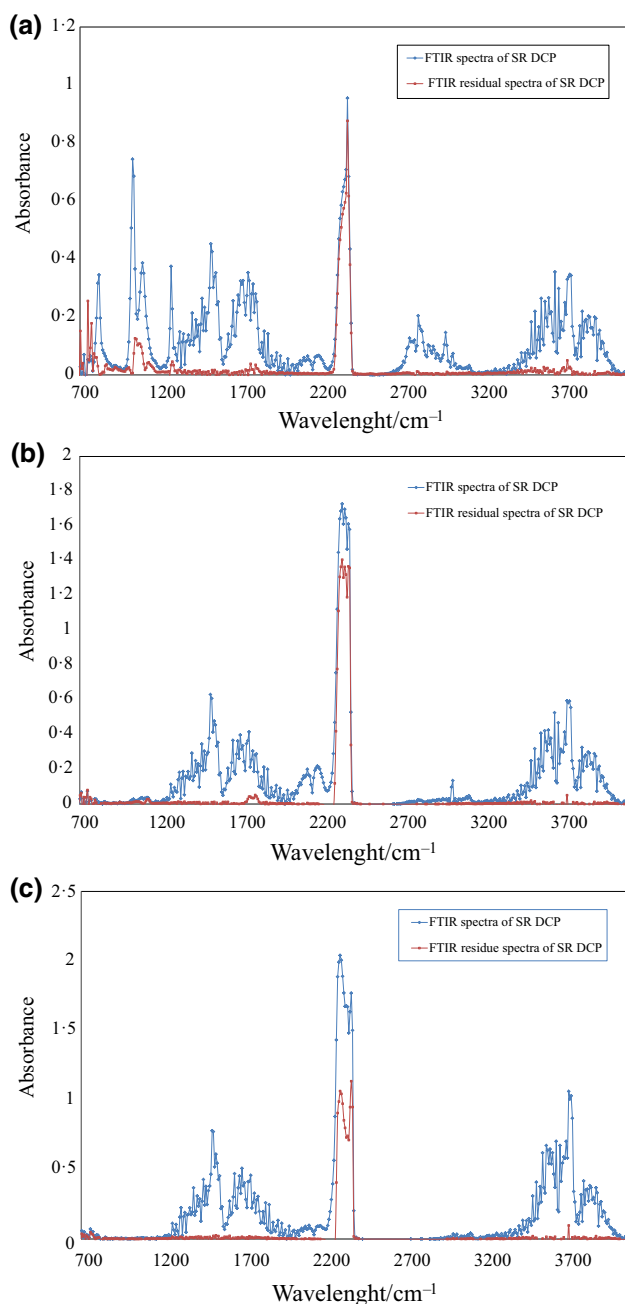 (a)
1·2
1
0·8
0·6
0·4
0·2
0
Absorbance
FTIR spectra of SR DCP
FTIR residual spectra of SR DCP
700 1200 1700 2200 2700 3200 3700
Wavelenght/cm–1
(b)
2
1·8
1·6
1·4
1·2
1
0·8
0·6
0·4
0·2
0
Absorbance
FTIR spectra of SR DCP
FTIR residual spectra of SR DCP
700 1200 1700 2200 2700 3200 3700
Wavelenght/cm–1
(c)
2·5
2
1·5
1
0·5
0
Absorbance
FTIR spectra of SR DCP
FTIR residue spectra of SR DCP
700 1200 1700 2200 2700 3200 3700
Wavelenght/cm–1